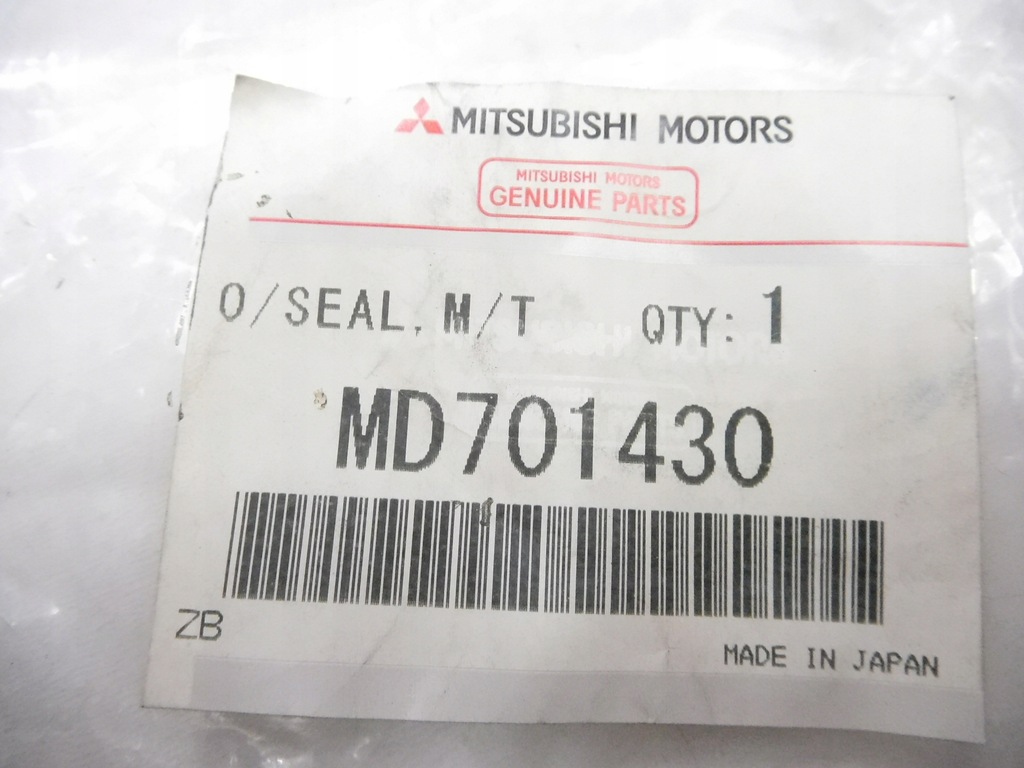 MITSUBISHI MOTORS
MITSUBISHI MOTORS
GENUINE PARTS
O/SEAL, M/T QTY: 1
MD701430
ZB
MADE IN JAPAN